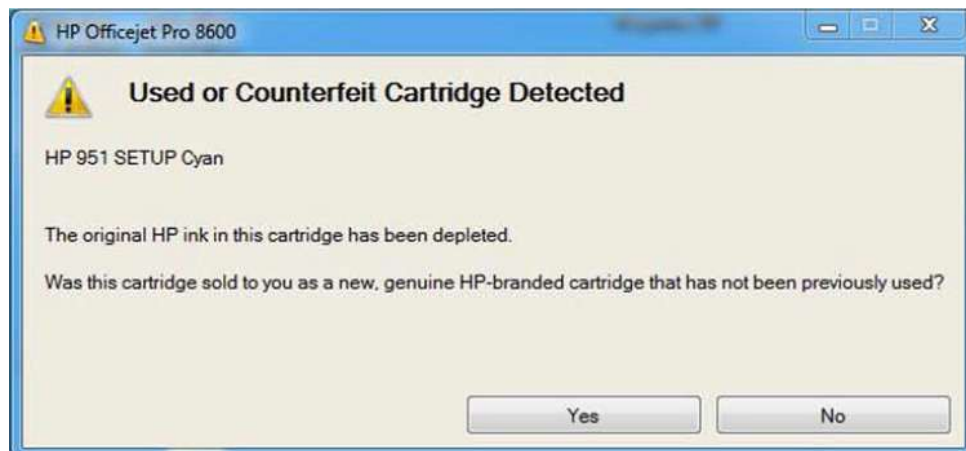 HP Officejet Pro 8600
Used or Counterfeit Cartridge Detected
HP 951 SETUP Cyan
The original HP ink in this cartridge has been depleted.
Was this cartridge sold to you as a new, genuine HP-branded cartridge that has not been previously used?
Yes No